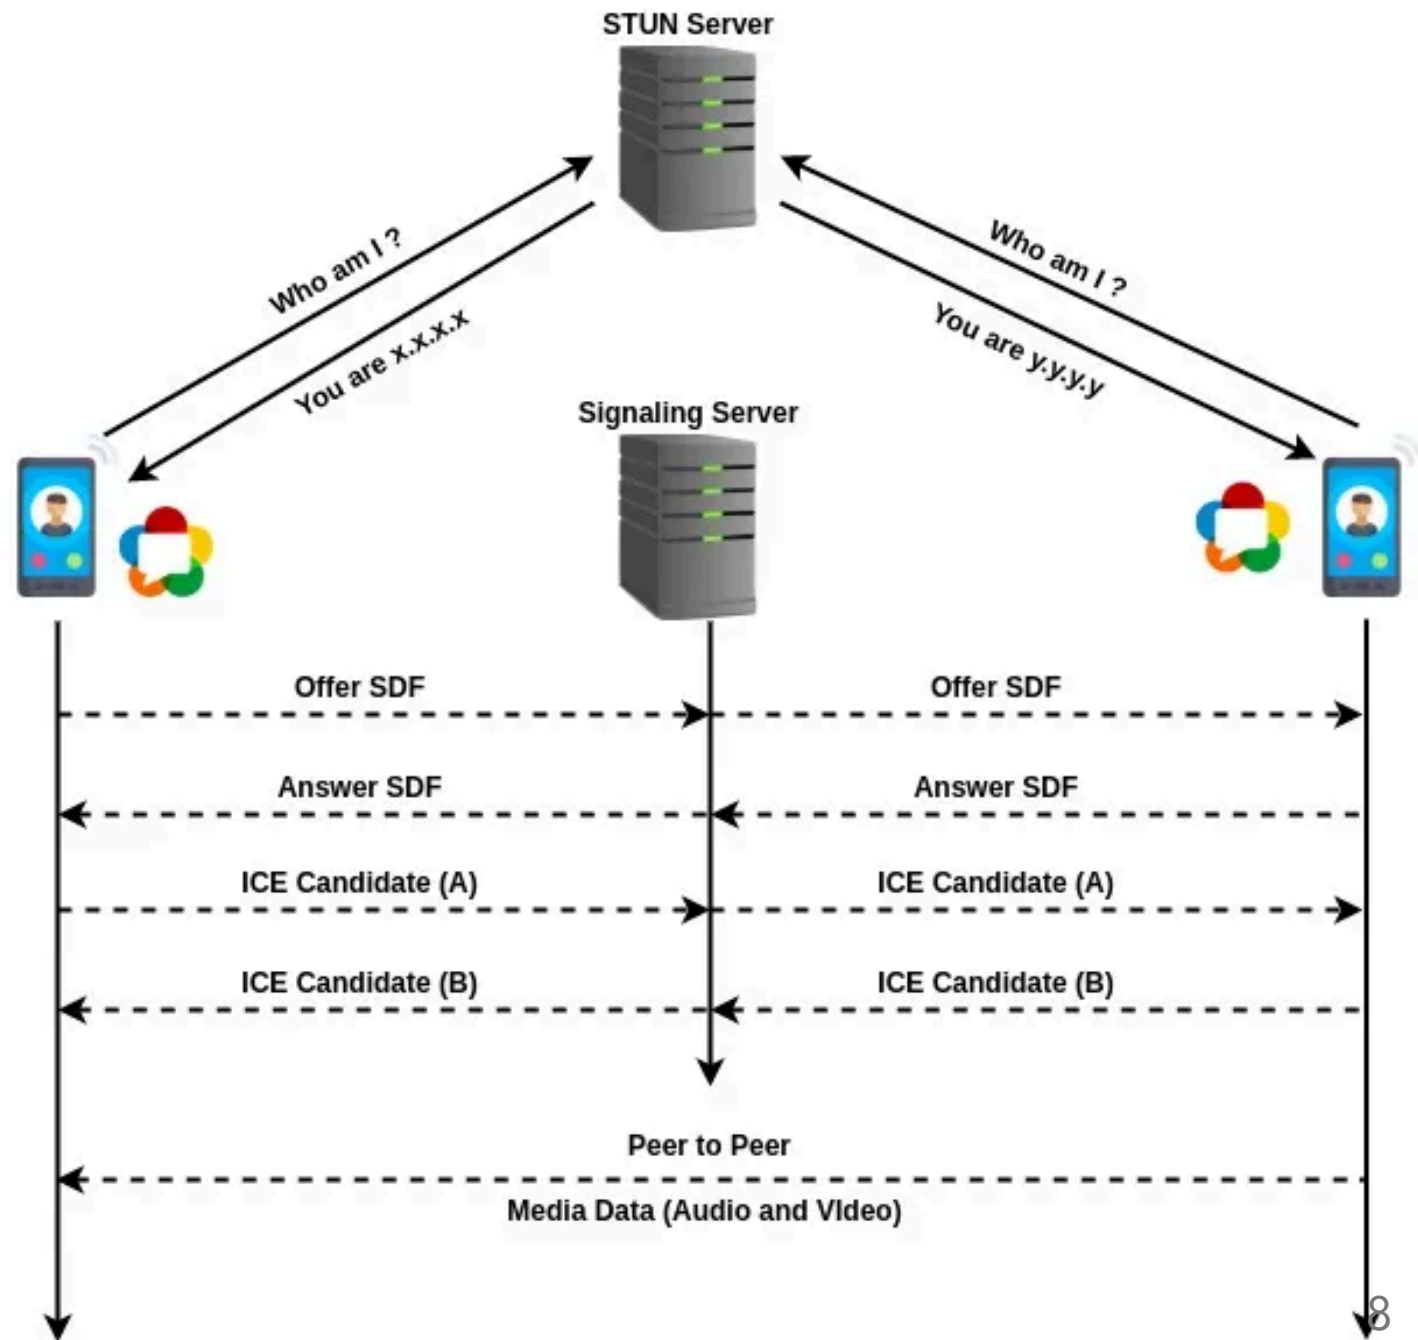 STUN Server
Who am I ?
Who am I ?
You are x.x.x.x
You are y.y.y.y
Signaling Server
Offer SDF
Offer SDF
Answer SDF
Answer SDF
ICE Candidate (A)
ICE Candidate (A)
ICE Candidate (B)
ICE Candidate (B)
Peer to Peer
Media Data (Audio and VIdeo)
8